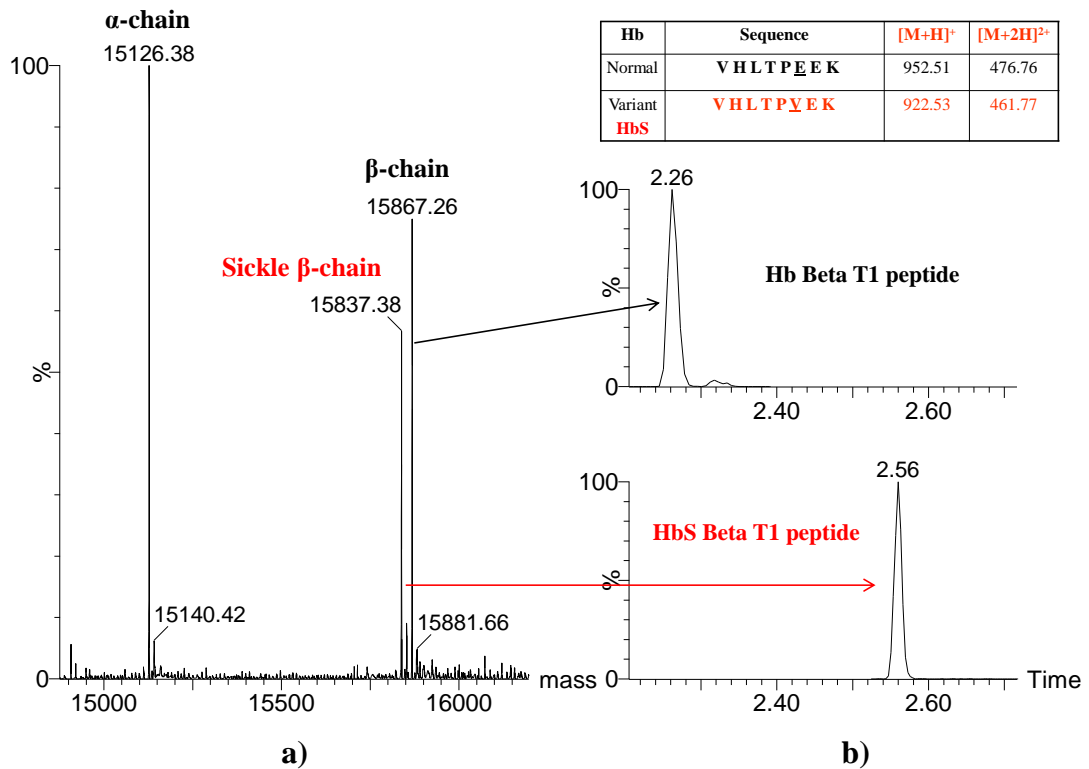 α-chain
15126.38
100
β-chain
15867.26
Sickle β-chain
15837.38
%
15140.42
15881.66
0
mass
15000
15500
16000
a)
Hb Sequence [M+H]⁺ [M+2H]²⁺
Normal V H L T P E E K 952.51 476.76
Variant V H L T P V E K 922.53 461.77
HbS
2.26
100
Hb Beta T1 peptide
%
0
2.40
2.60
2.56
100
HbS Beta T1 peptide
%
0
Time
2.40
2.60
b)